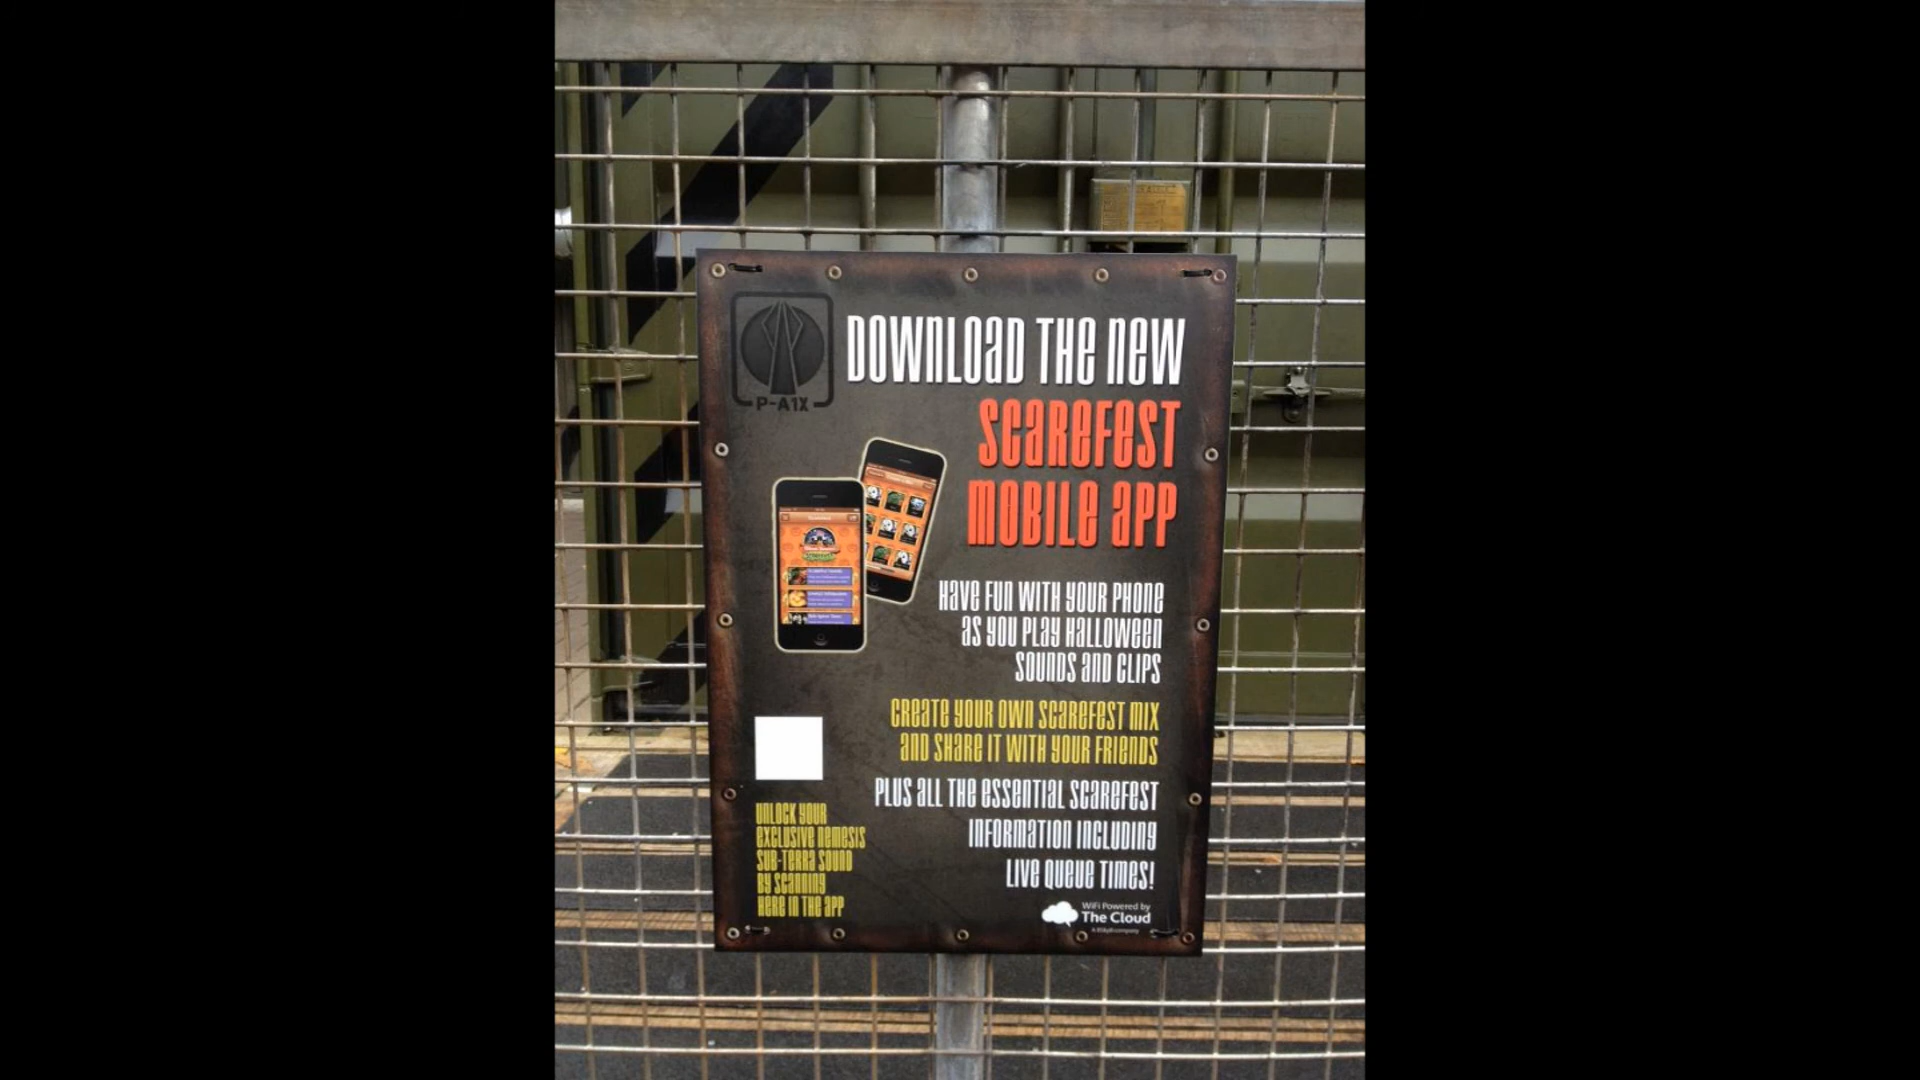 P-A1X
DOWNLOAD THE NEW
SCAREFEST
MOBILE APP
HAVE FUN WITH YOUR PHONE
AS YOU PLAY HALLOWEEN
SOUNDS AND CLIPS
CREATE YOUR OWN SCAREFEST MIX
AND SHARE IT WITH YOUR FRIENDS
PLUS ALL THE ESSENTIAL SCAREFEST
INFORMATION INCLUDING
LIVE QUEUE TIMES!
UNLOCK YOUR
EXCLUSIVE NEMESIS
SUB-TERRA SOUND
BY SCANNING
HERE IN THE APP
WiFi Powered by
The Cloud
A BSkyB company